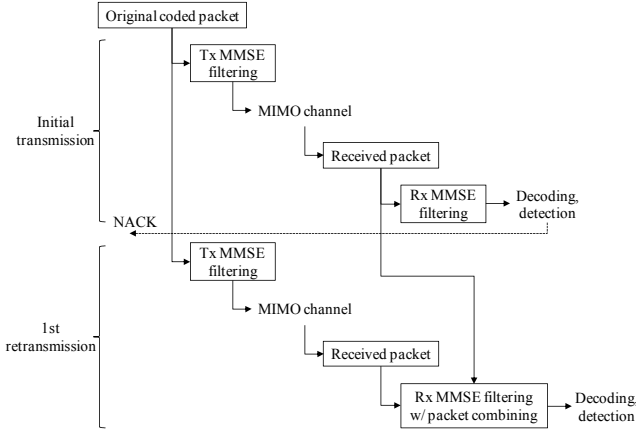 Original coded packet
Tx MMSE
filtering
MIMO channel
Initial
transmission
Received packet
Rx MMSE
filtering
Decoding,
detection
NACK
Tx MMSE
filtering
MIMO channel
1st
retransmission
Received packet
Rx MMSE filtering
w/ packet combining
Decoding,
detection